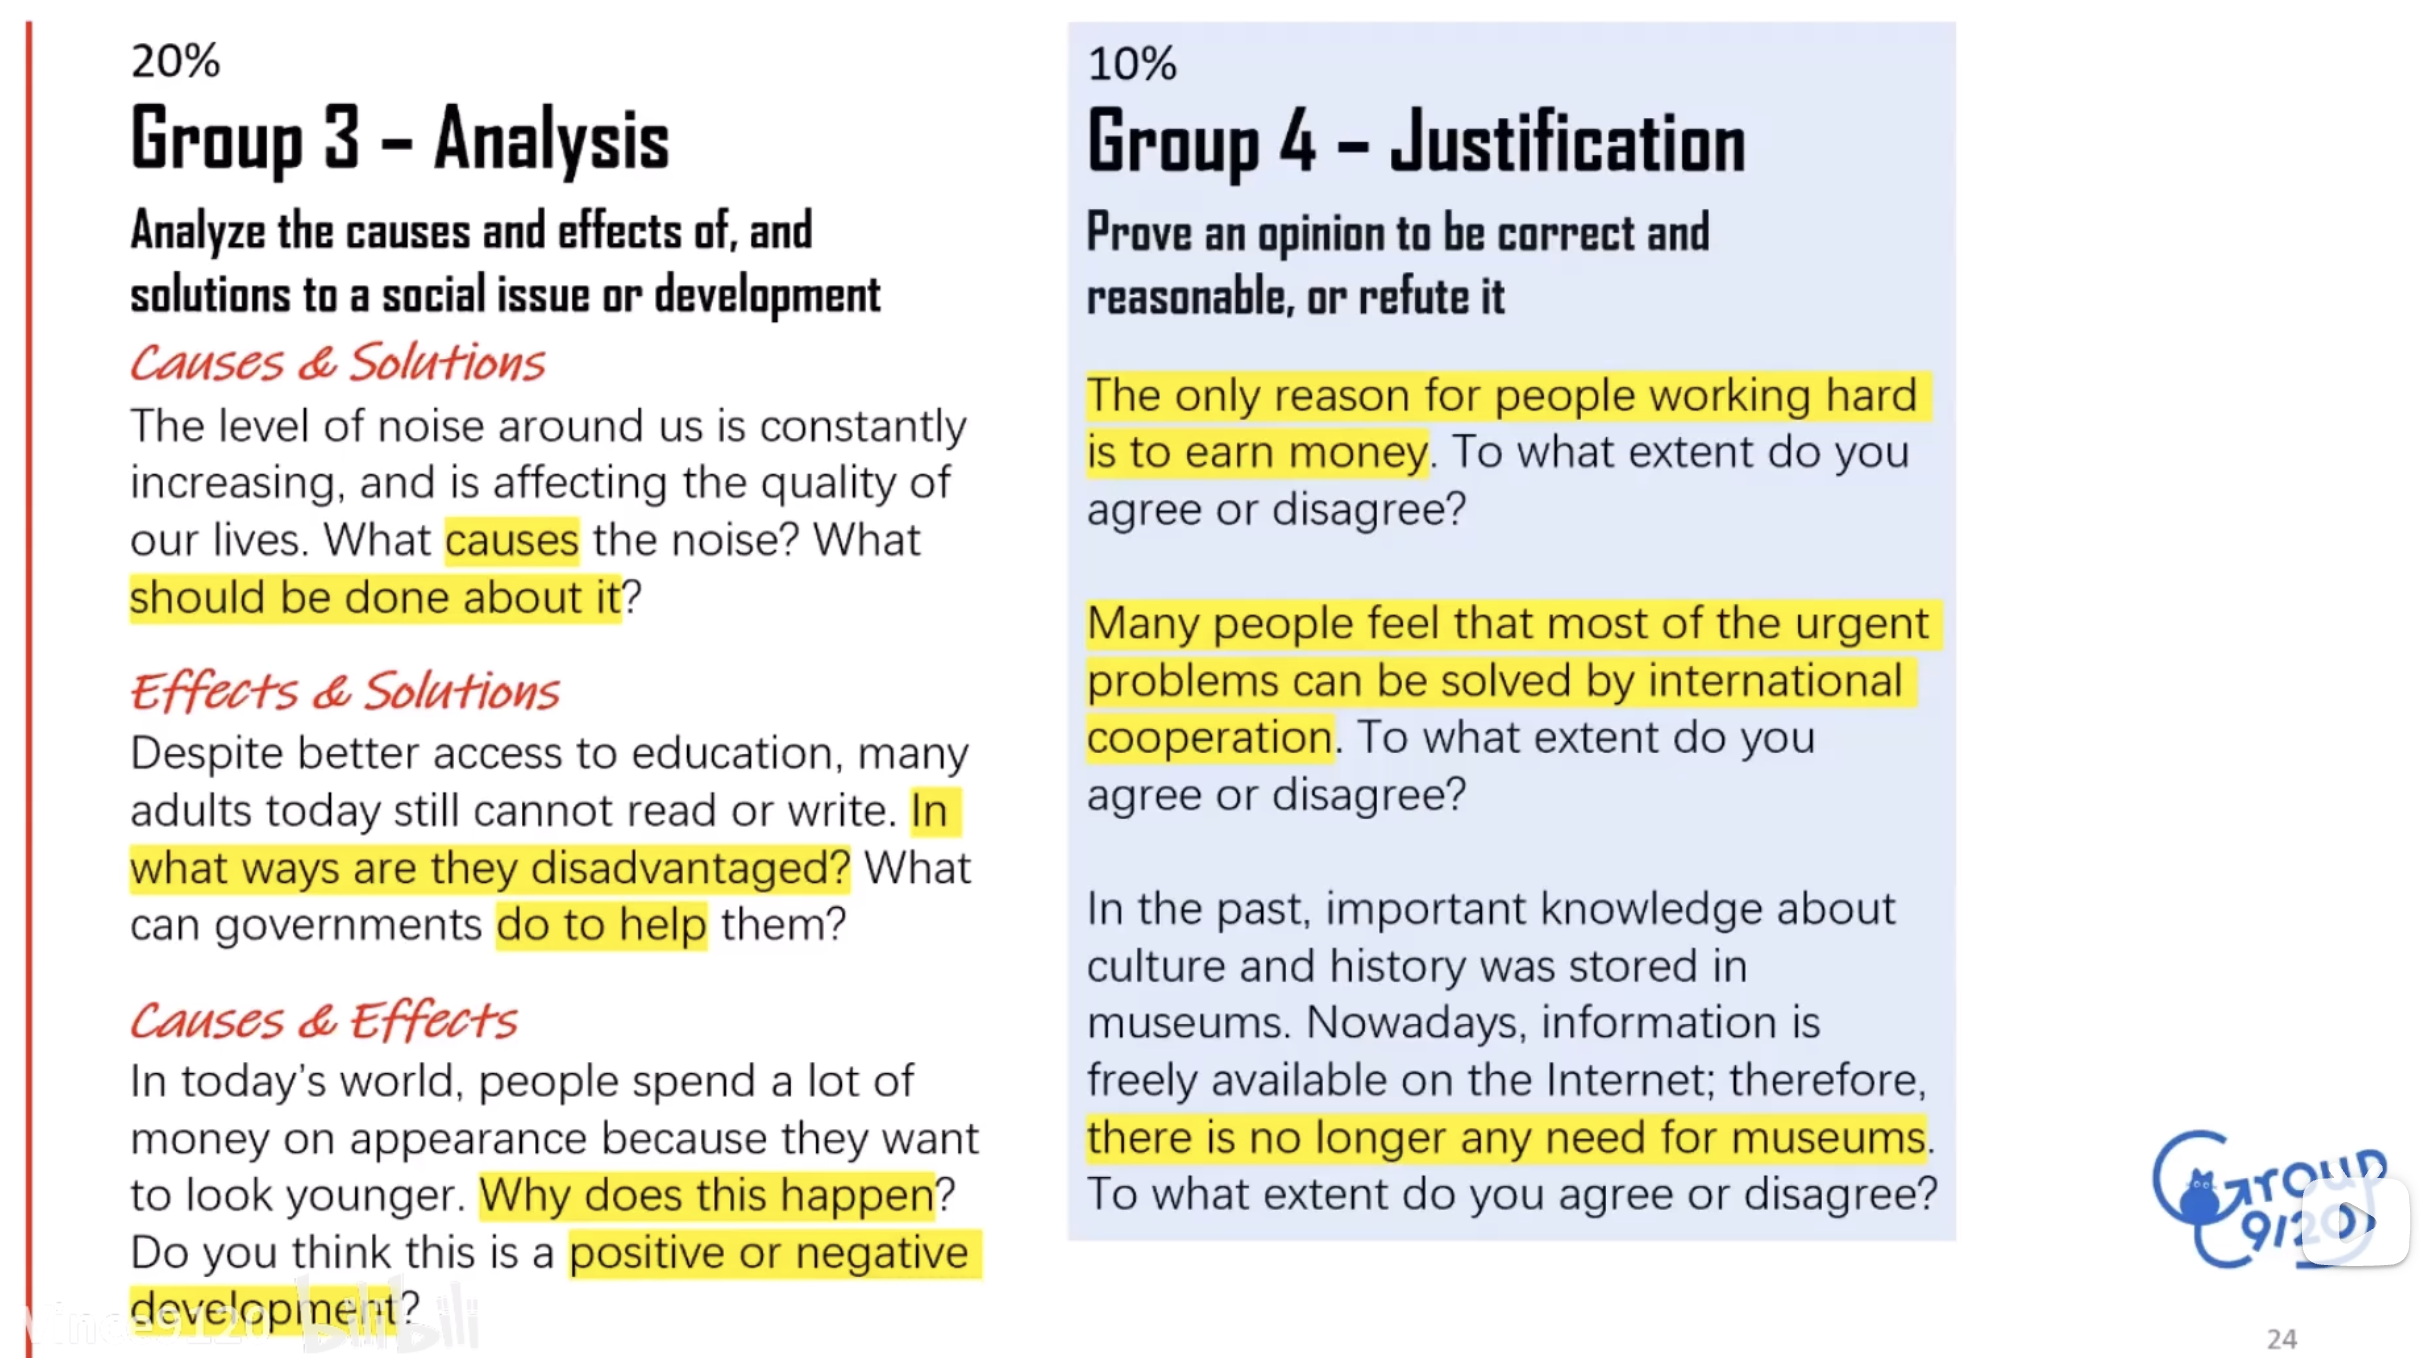 20%
Group 3 – Analysis
Analyze the causes and effects of, and
solutions to a social issue or development
Causes & Solutions
The level of noise around us is constantly
increasing, and is affecting the quality of
our lives. What causes the noise? What
should be done about it?
Effects & Solutions
Despite better access to education, many
adults today still cannot read or write. In
what ways are they disadvantaged? What
can governments do to help them?
Causes & Effects
In today's world, people spend a lot of
money on appearance because they want
to look younger. Why does this happen?
Do you think this is a positive or negative
development?
Vince9120 bilibili
10%
Group 4 – Justification
Prove an opinion to be correct and
reasonable, or refute it
The only reason for people working hard
is to earn money. To what extent do you
agree or disagree?
Many people feel that most of the urgent
problems can be solved by international
cooperation. To what extent do you
agree or disagree?
In the past, important knowledge about
culture and history was stored in
museums. Nowadays, information is
freely available on the Internet; therefore,
there is no longer any need for museums.
To what extent do you agree or disagree?
Group
9120
24